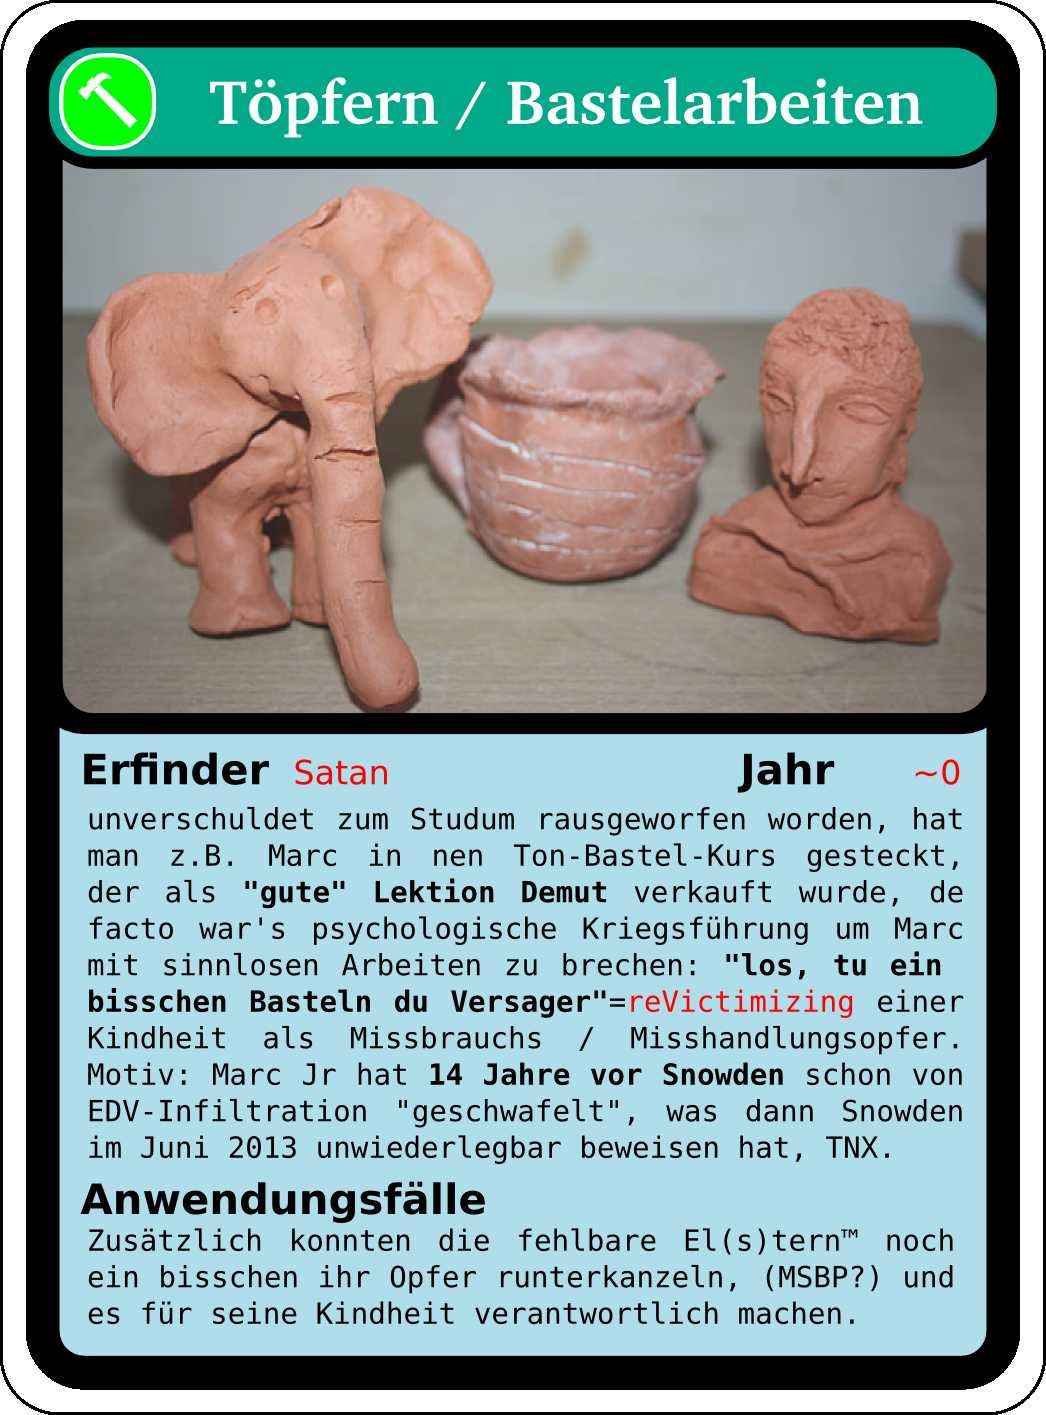 Töpfern / Bastelarbeiten
Erfinder Satan Jahr ~0
unverschuldet zum Studum rausgeworfen worden, hat
man z.B. Marc in nen Ton-Bastel-Kurs gesteckt,
der als "gute" Lektion Demut verkauft wurde, de
facto war's psychologische Kriegsführung um Marc
mit sinnlosen Arbeiten zu brechen: "los, tu ein
bisschen Basteln du Versager"=reVictimizing einer
Kindheit als Missbrauchs / Misshandlungsopfer.
Motiv: Marc Jr hat 14 Jahre vor Snowden schon von
EDV-Infiltration "geschwafelt", was dann Snowden
im Juni 2013 unwiederlegbar beweisen hat, TNX.
Anwendungsfälle
Zusätzlich konnten die fehlbare El(s)tern™ noch
ein bisschen ihr Opfer runterkanzeln, (MSBP?) und
es für seine Kindheit verantwortlich machen.